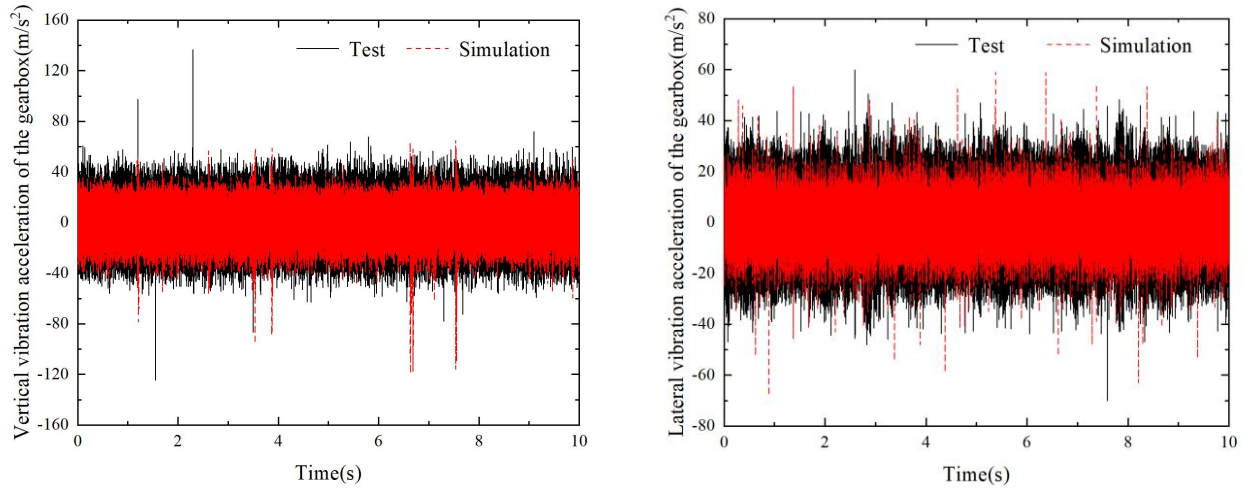 Vertical vibration acceleration of the gearbox(m/s²)
160
120
80
40
0
-40
-80
-120
-160
Test
Simulation
0 2 4 6 8 10
Time(s)
Lateral vibration acceleration of the gearbox(m/s²)
80
60
40
20
0
-20
-40
-60
-80
Test
Simulation
0 2 4 6 8 10
Time(s)